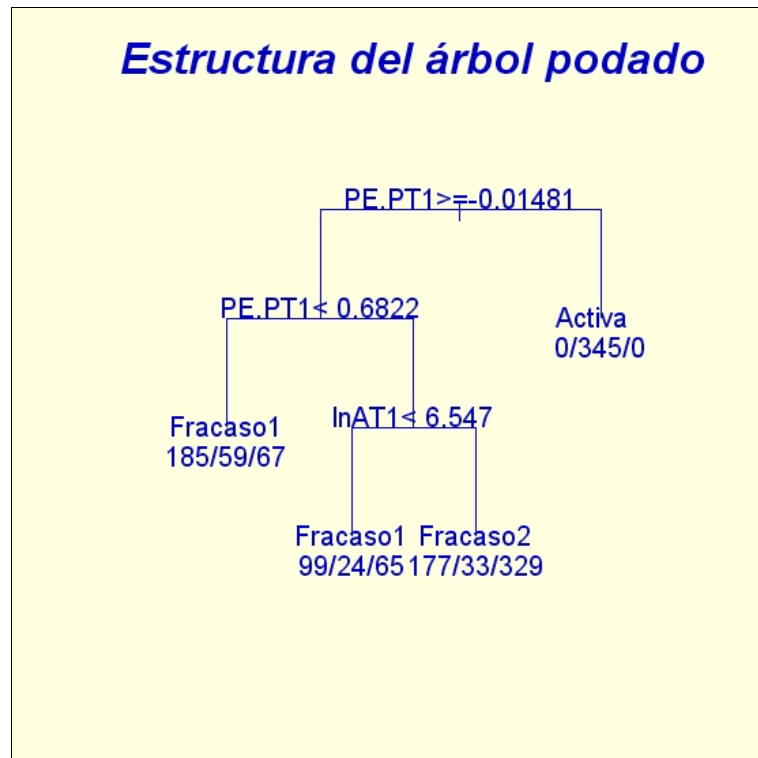 Estructura del árbol podado
PE.PT1>=-0.01481
PE.PT1< 0.6822
Activa
0/345/0
lnAT1< 6.547
Fracaso1
185/59/67
Fracaso1 Fracaso2
99/24/65 177/33/329